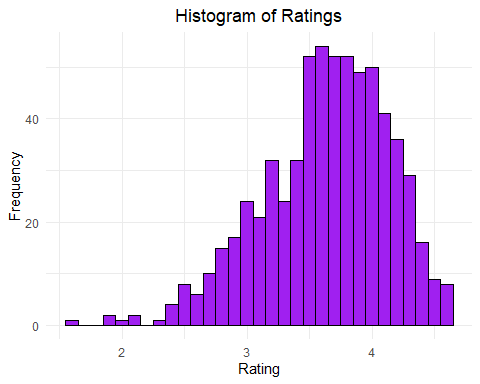 Histogram of Ratings
Frequency
40
20
0
2 3 4
Rating